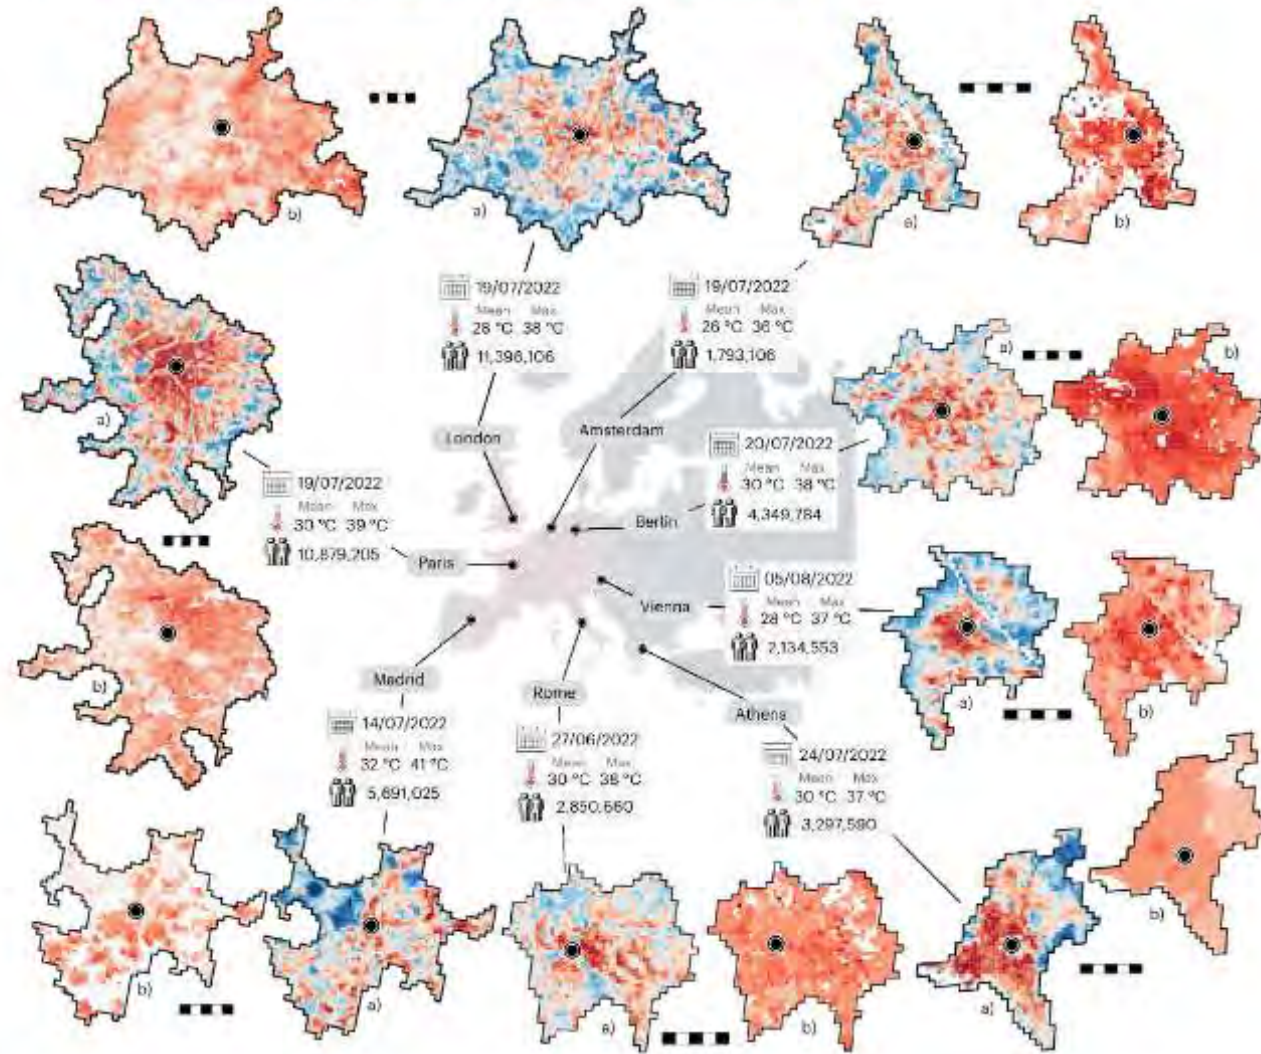 b)
a)
a)
b)
19/07/2022
Mean Max
28 °C 38 °C
11,396,106
London
19/07/2022
Mean Max
26 °C 36 °C
1,793,106
Amsterdam
a)
b)
20/07/2022
Mean Max
30 °C 38 °C
4,349,784
Berlin
a)
19/07/2022
Mean Max
30 °C 39 °C
10,879,205
Paris
b)
05/08/2022
Mean Max
28 °C 37 °C
2,134,553
Vienna
a)
b)
Madrid
14/07/2022
Mean Max
32 °C 41 °C
5,691,025
b)
a)
Rome
27/06/2022
Mean Max
30 °C 38 °C
2,850,660
a)
b)
Athens
24/07/2022
Mean Max
30 °C 37 °C
3,297,590
a)
b)